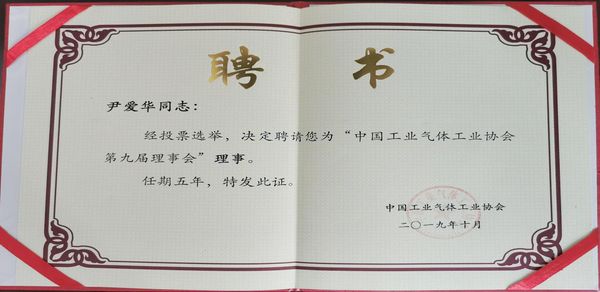 聘 书
尹爱华同志：
经投票选举，决定聘请您为“中国工业气体工业协会
第九届理事会”理事。
任期五年，特发此证。
中国工业气体工业协会
二〇一九年十月